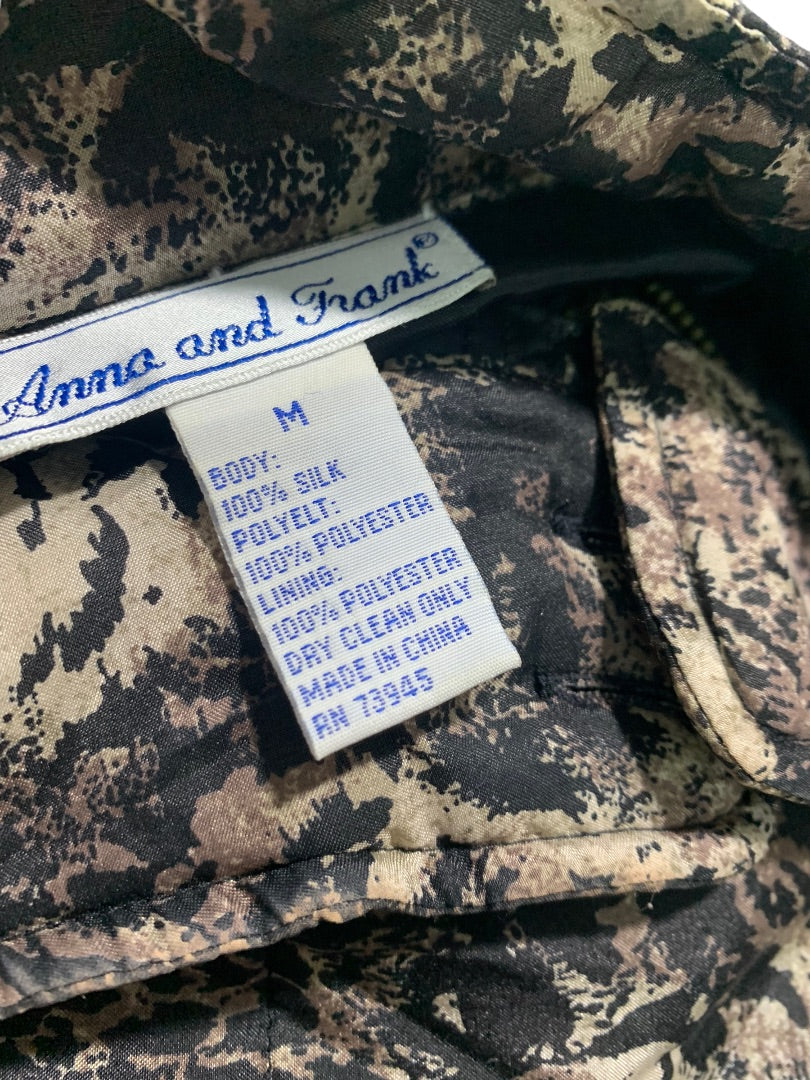 Anna and Frank®
M
BODY:
100% SILK
POLYELT:
100% POLYESTER
LINING:
100% POLYESTER
DRY CLEAN ONLY
MADE IN CHINA
RN 73945